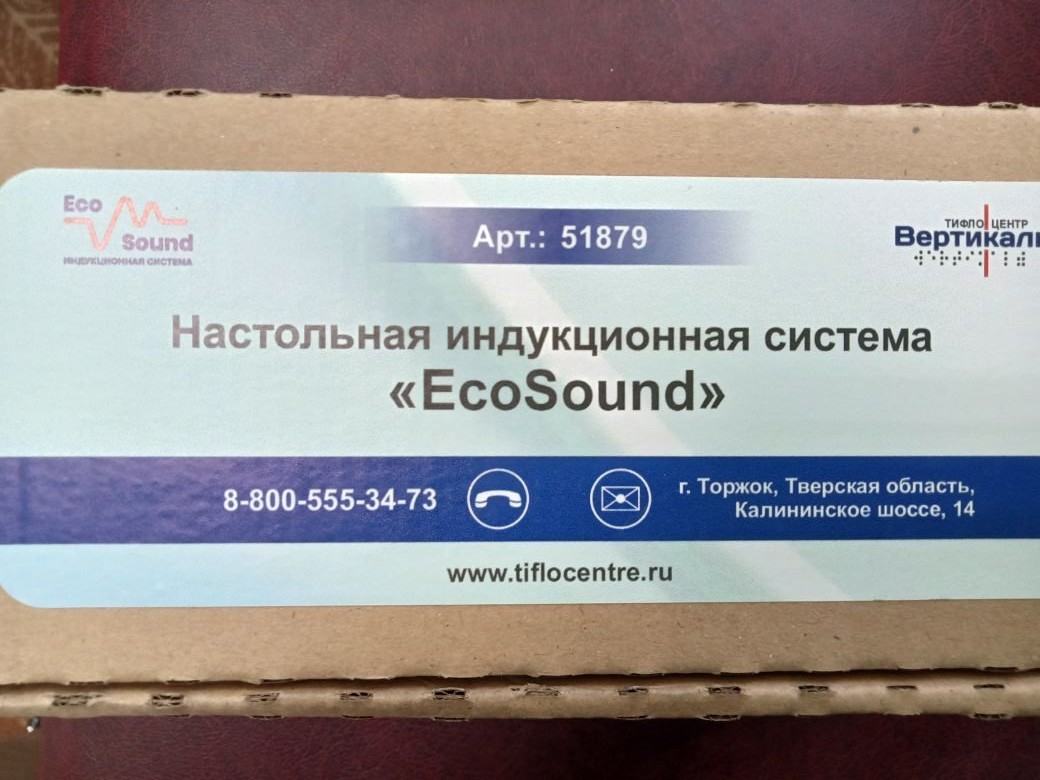 Eco
Sound
ИНДУКЦИОННАЯ СИСТЕМА
Арт.: 51879
ТИФЛО ЦЕНТР
Вертикаль
Настольная индукционная система
«EcoSound»
8-800-555-34-73
г. Торжок, Тверская область,
Калининское шоссе, 14
www.tiflocentre.ru